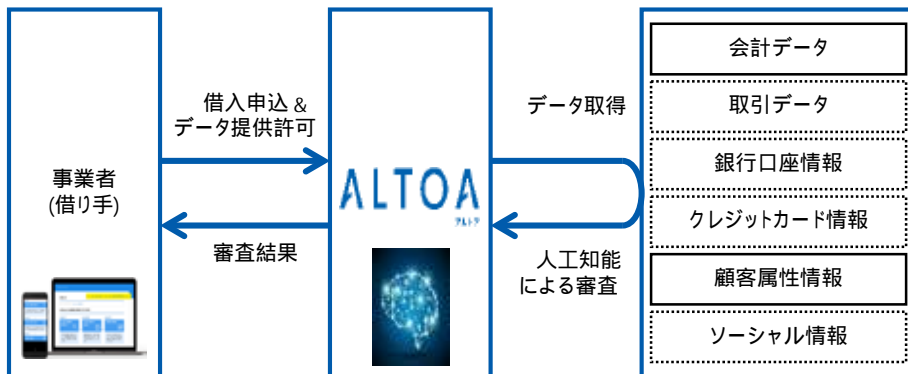 事業者
(借り手)
借入申込&
データ提供許可
審査結果
ALTOA
アルトア
データ取得
人工知能
による審査
会計データ
取引データ
銀行口座情報
クレジットカード情報
顧客属性情報
ソーシャル情報